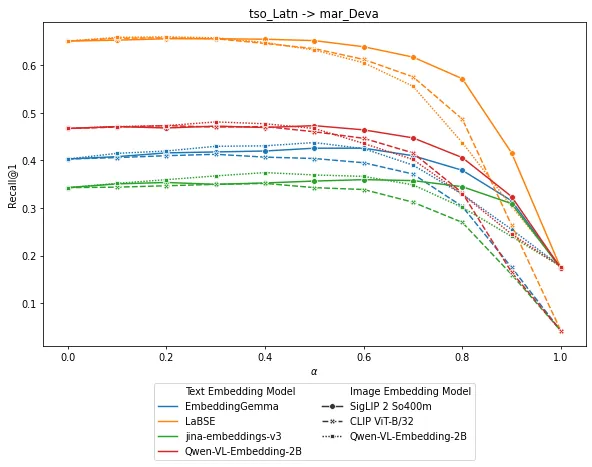 tso_Latn -> mar_Deva
Recall@1
0.6
0.5
0.4
0.3
0.2
0.1
0.0 0.2 0.4 0.6 0.8 1.0
α
Text Embedding Model Image Embedding Model
EmbeddingGemma SigLIP 2 So400m
LaBSE CLIP ViT-B/32
jina-embeddings-v3 Qwen-VL-Embedding-2B
Qwen-VL-Embedding-2B